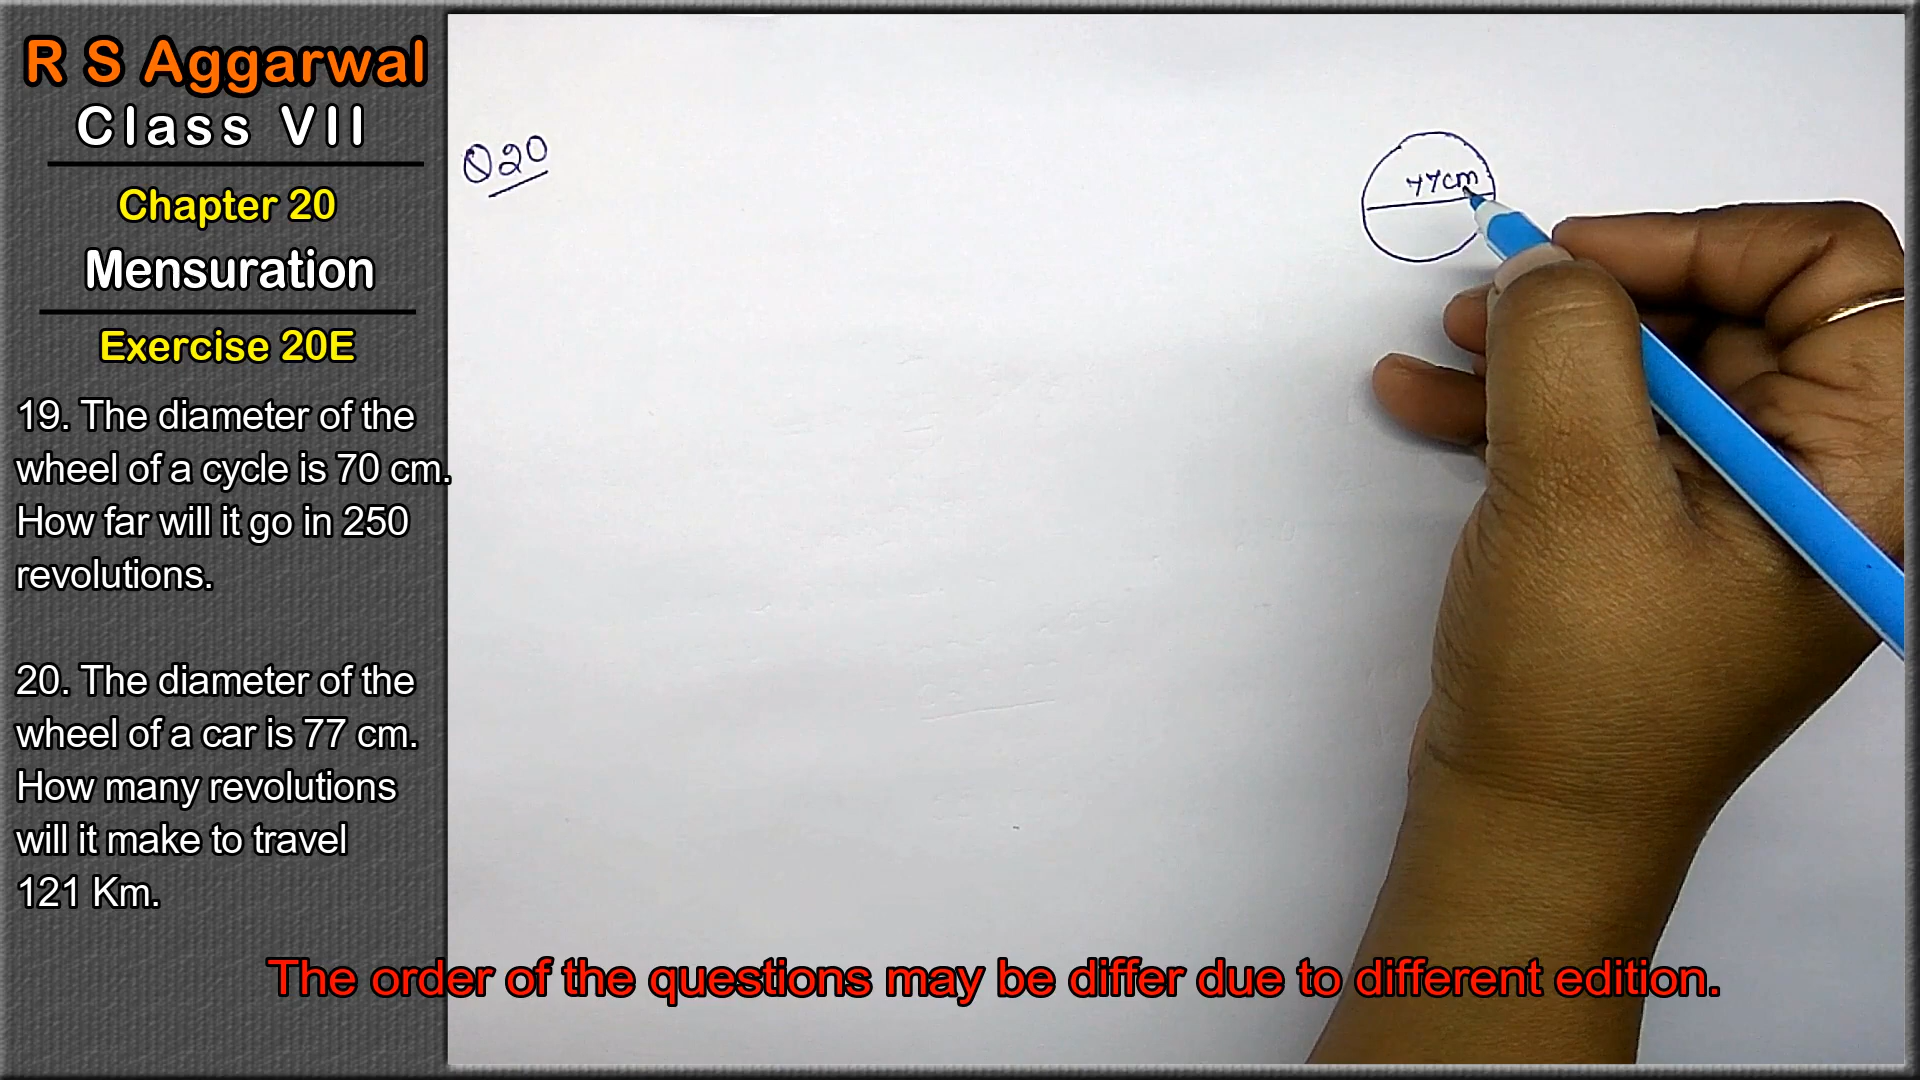 R S Aggarwal
Class VII
Chapter 20
Mensuration
Exercise 20E
19. The diameter of the
wheel of a cycle is 70 cm.
How far will it go in 250
revolutions.
20. The diameter of the
wheel of a car is 77 cm.
How many revolutions
will it make to travel
121 Km.
Q20
77cm
The order of the questions may be differ due to different edition.